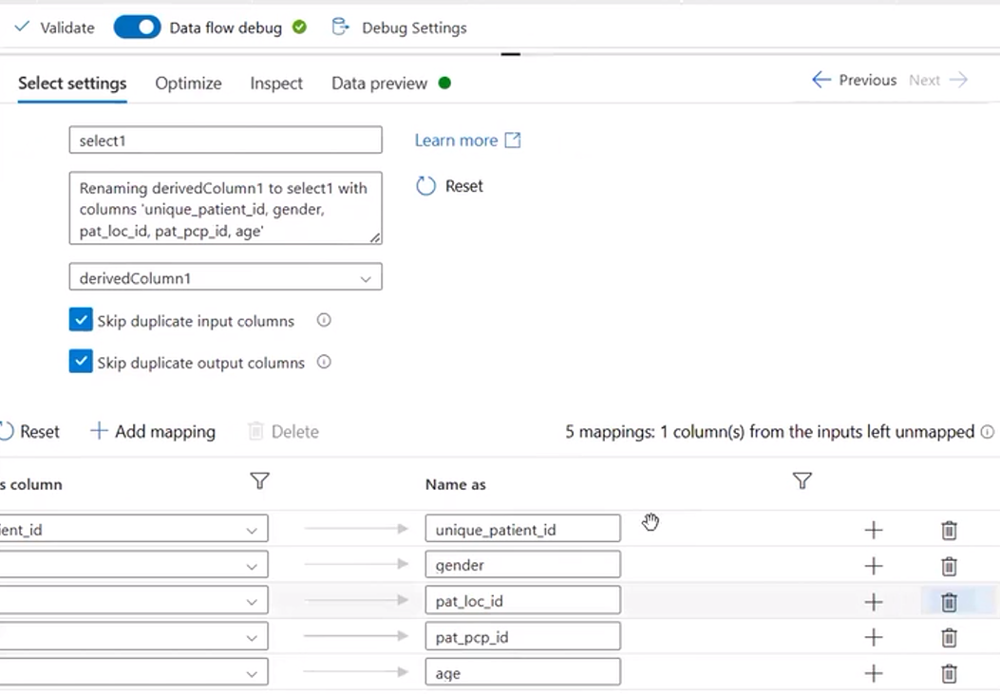 Validate Data flow debug Debug Settings
Select settings Optimize Inspect Data preview Previous Next
select1 Learn more
Renaming derivedColumn1 to select1 with
columns 'unique_patient_id, gender,
pat_loc_id, pat_pcp_id, age'
Reset
derivedColumn1
Skip duplicate input columns
Skip duplicate output columns
Reset Add mapping Delete 5 mappings: 1 column(s) from the inputs left unmapped
s column Name as
ient_id unique_patient_id
gender
pat_loc_id
pat_pcp_id
age